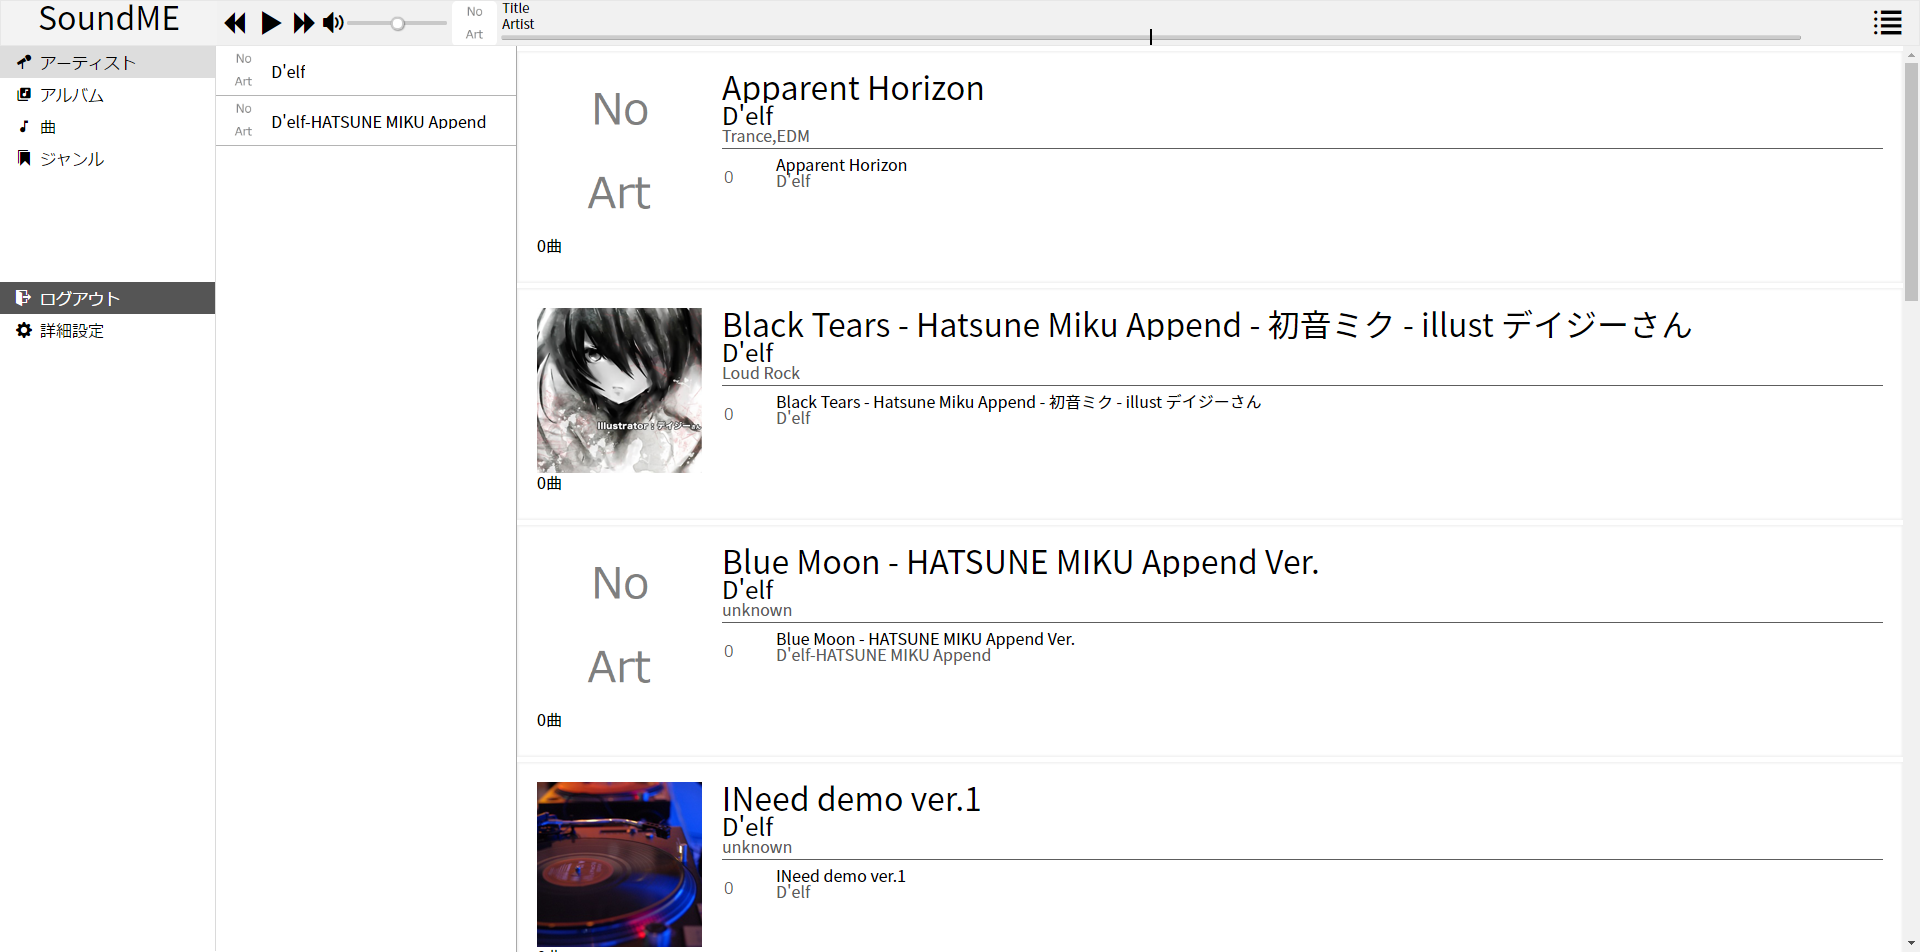 SoundME
No
Art
Title
Artist
アーティスト
アルバム
曲
ジャンル
ログアウト
詳細設定
No
Art
D'elf
No
Art
D'elf-HATSUNE MIKU Append
No
Art
0曲
Apparent Horizon
D'elf
Trance,EDM
0
Apparent Horizon
D'elf
Illustrator : デイジーさん
0曲
Black Tears - Hatsune Miku Append - 初音ミク - illust デイジーさん
D'elf
Loud Rock
0
Black Tears - Hatsune Miku Append - 初音ミク - illust デイジーさん
D'elf
No
Art
0曲
Blue Moon - HATSUNE MIKU Append Ver.
D'elf
unknown
0
Blue Moon - HATSUNE MIKU Append Ver.
D'elf-HATSUNE MIKU Append
INeed demo ver.1
D'elf
unknown
0
INeed demo ver.1
D'elf